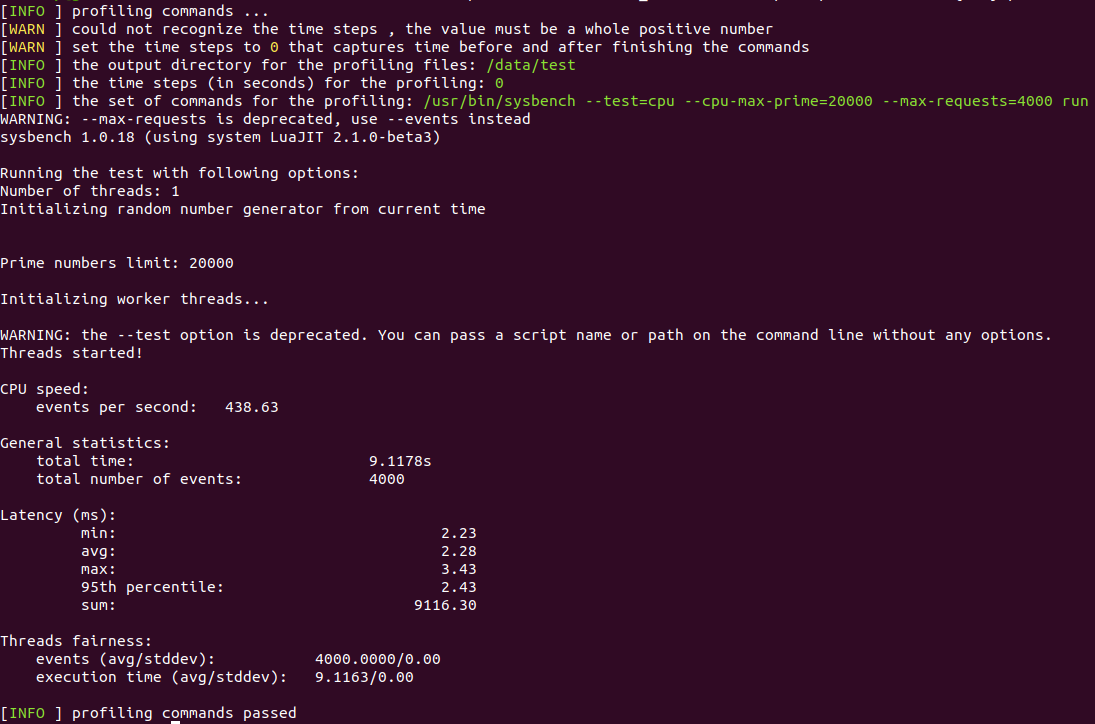 [INFO ] profiling commands ...
[WARN ] could not recognize the time steps , the value must be a whole positive number
[WARN ] set the time steps to 0 that captures time before and after finishing the commands
[INFO ] the output directory for the profiling files: /data/test
[INFO ] the time steps (in seconds) for the profiling: 0
[INFO ] the set of commands for the profiling: /usr/bin/sysbench --test=cpu --cpu-max-prime=20000 --max-requests=4000 run
WARNING: --max-requests is deprecated, use --events instead
sysbench 1.0.18 (using system LuaJIT 2.1.0-beta3)

Running the test with following options:
Number of threads: 1
Initializing random number generator from current time

Prime numbers limit: 20000

Initializing worker threads...

WARNING: the --test option is deprecated. You can pass a script name or path on the command line without any options.
Threads started!

CPU speed:
    events per second:   438.63

General statistics:
    total time:                          9.1178s
    total number of events:              4000

Latency (ms):
         min:                                    2.23
         avg:                                    2.28
         max:                                    3.43
         95th percentile:                        2.43
         sum:                                 9116.30

Threads fairness:
    events (avg/stddev):           4000.0000/0.00
    execution time (avg/stddev):   9.1163/0.00

[INFO ] profiling commands passed